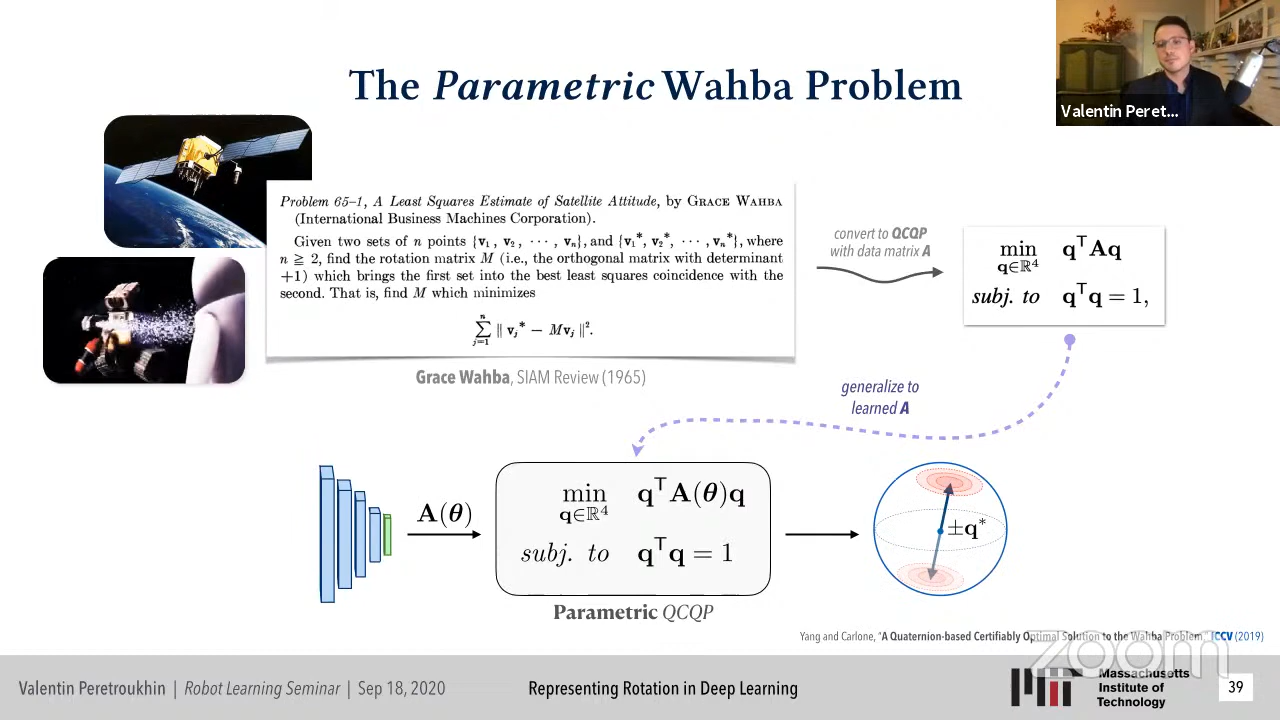 The Parametric Wahba Problem
Valentin Peret...
Problem 65–1, A Least Squares Estimate of Satellite Attitude, by GRACE WAHBA
(International Business Machines Corporation).
Given two sets of n points {v₁, v₂, ···, vₙ}, and {v₁*, v₂*, ···, vₙ*}, where
n ≧ 2, find the rotation matrix M (i.e., the orthogonal matrix with determinant
+1) which brings the first set into the best least squares coincidence with the
second. That is, find M which minimizes
n
∑ ‖ vⱼ* − Mvⱼ ‖².
j=1
Grace Wahba, SIAM Review (1965)
convert to QCQP
with data matrix A
min q⊤Aq
q∈ℝ⁴
subj. to q⊤q = 1,
generalize to
learned A
A(θ)
min q⊤A(θ)q
q∈ℝ⁴
subj. to q⊤q = 1
Parametric QCQP
±q*
Yang and Carlone, "A Quaternion-based Certifiably Optimal Solution to the Wahba Problem," ICCV (2019)
zoom
Valentin Peretroukhin | Robot Learning Seminar | Sep 18, 2020
Representing Rotation in Deep Learning
Massachusetts
Institute of
Technology
39